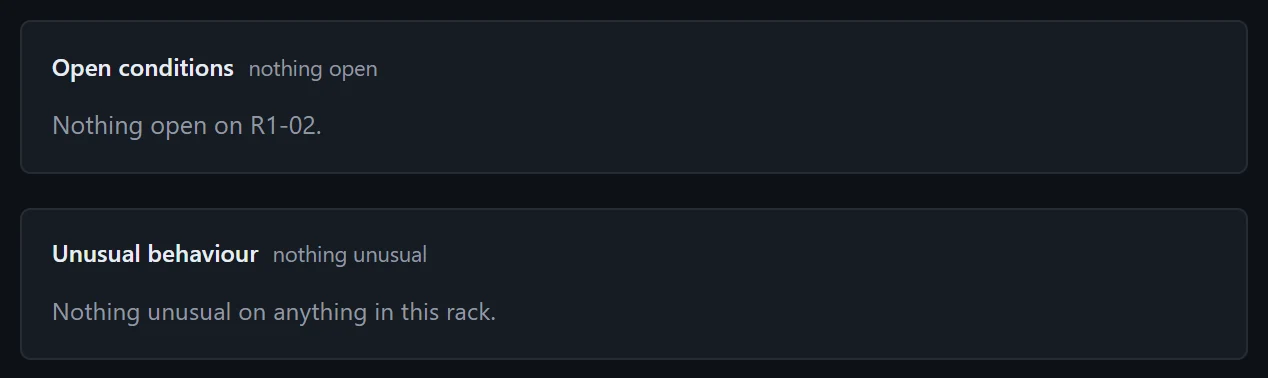 Open conditions nothing open
Nothing open on R1-02.
Unusual behaviour nothing unusual
Nothing unusual on anything in this rack.